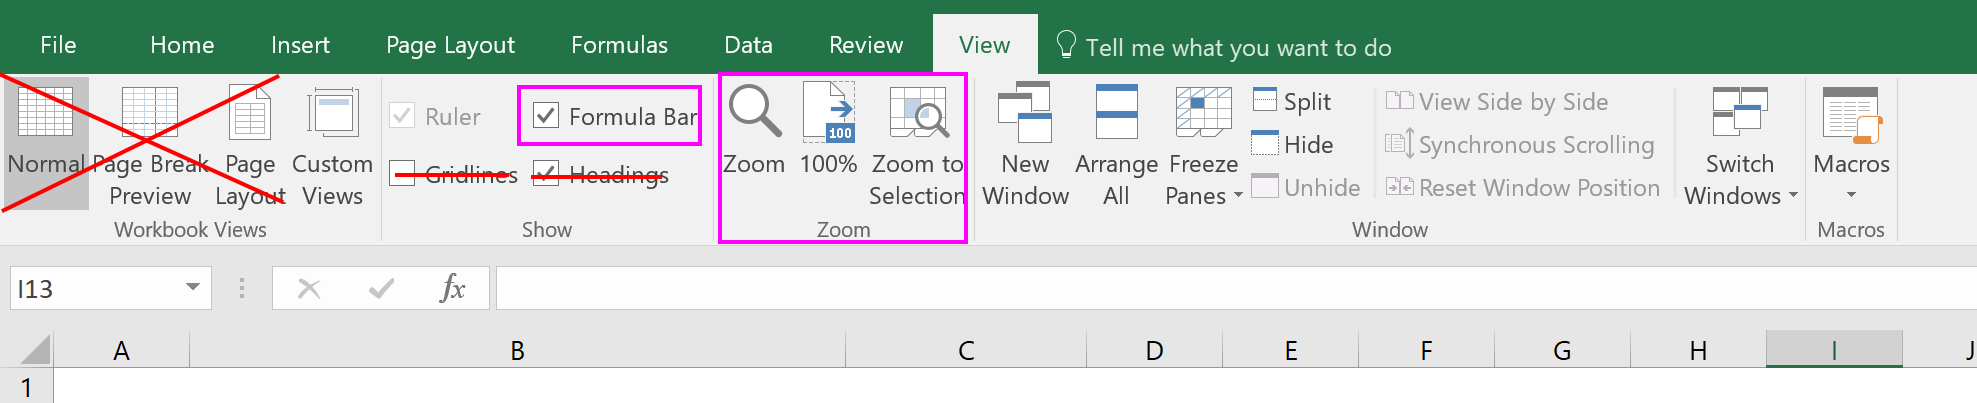 File Home Insert Page Layout Formulas Data Review View Tell me what you want to do
Ruler Formula Bar 100 Split View Side by Side
Hide Synchronous Scrolling
Normal Page Break Page Custom Gridlines Headings Zoom 100% Zoom to New Arrange Freeze Switch Macros
Preview Layout Views Selection Window All Panes Unhide Reset Window Position Windows
Workbook Views Show Zoom Window Macros
I13 fx
A B C D E F G H I J
1